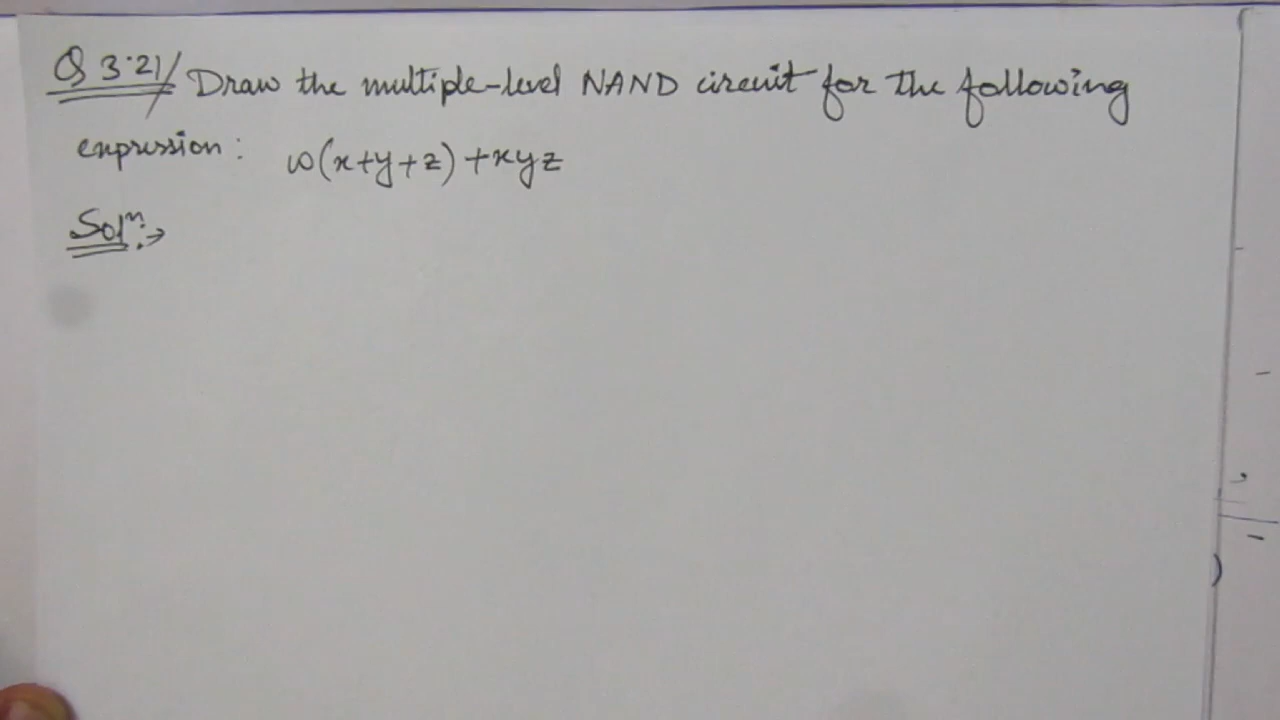 Q 3.21/ Draw the multiple-level NAND circuit for the following
expression: w(x+y+z)+xyz
Solⁿ:→